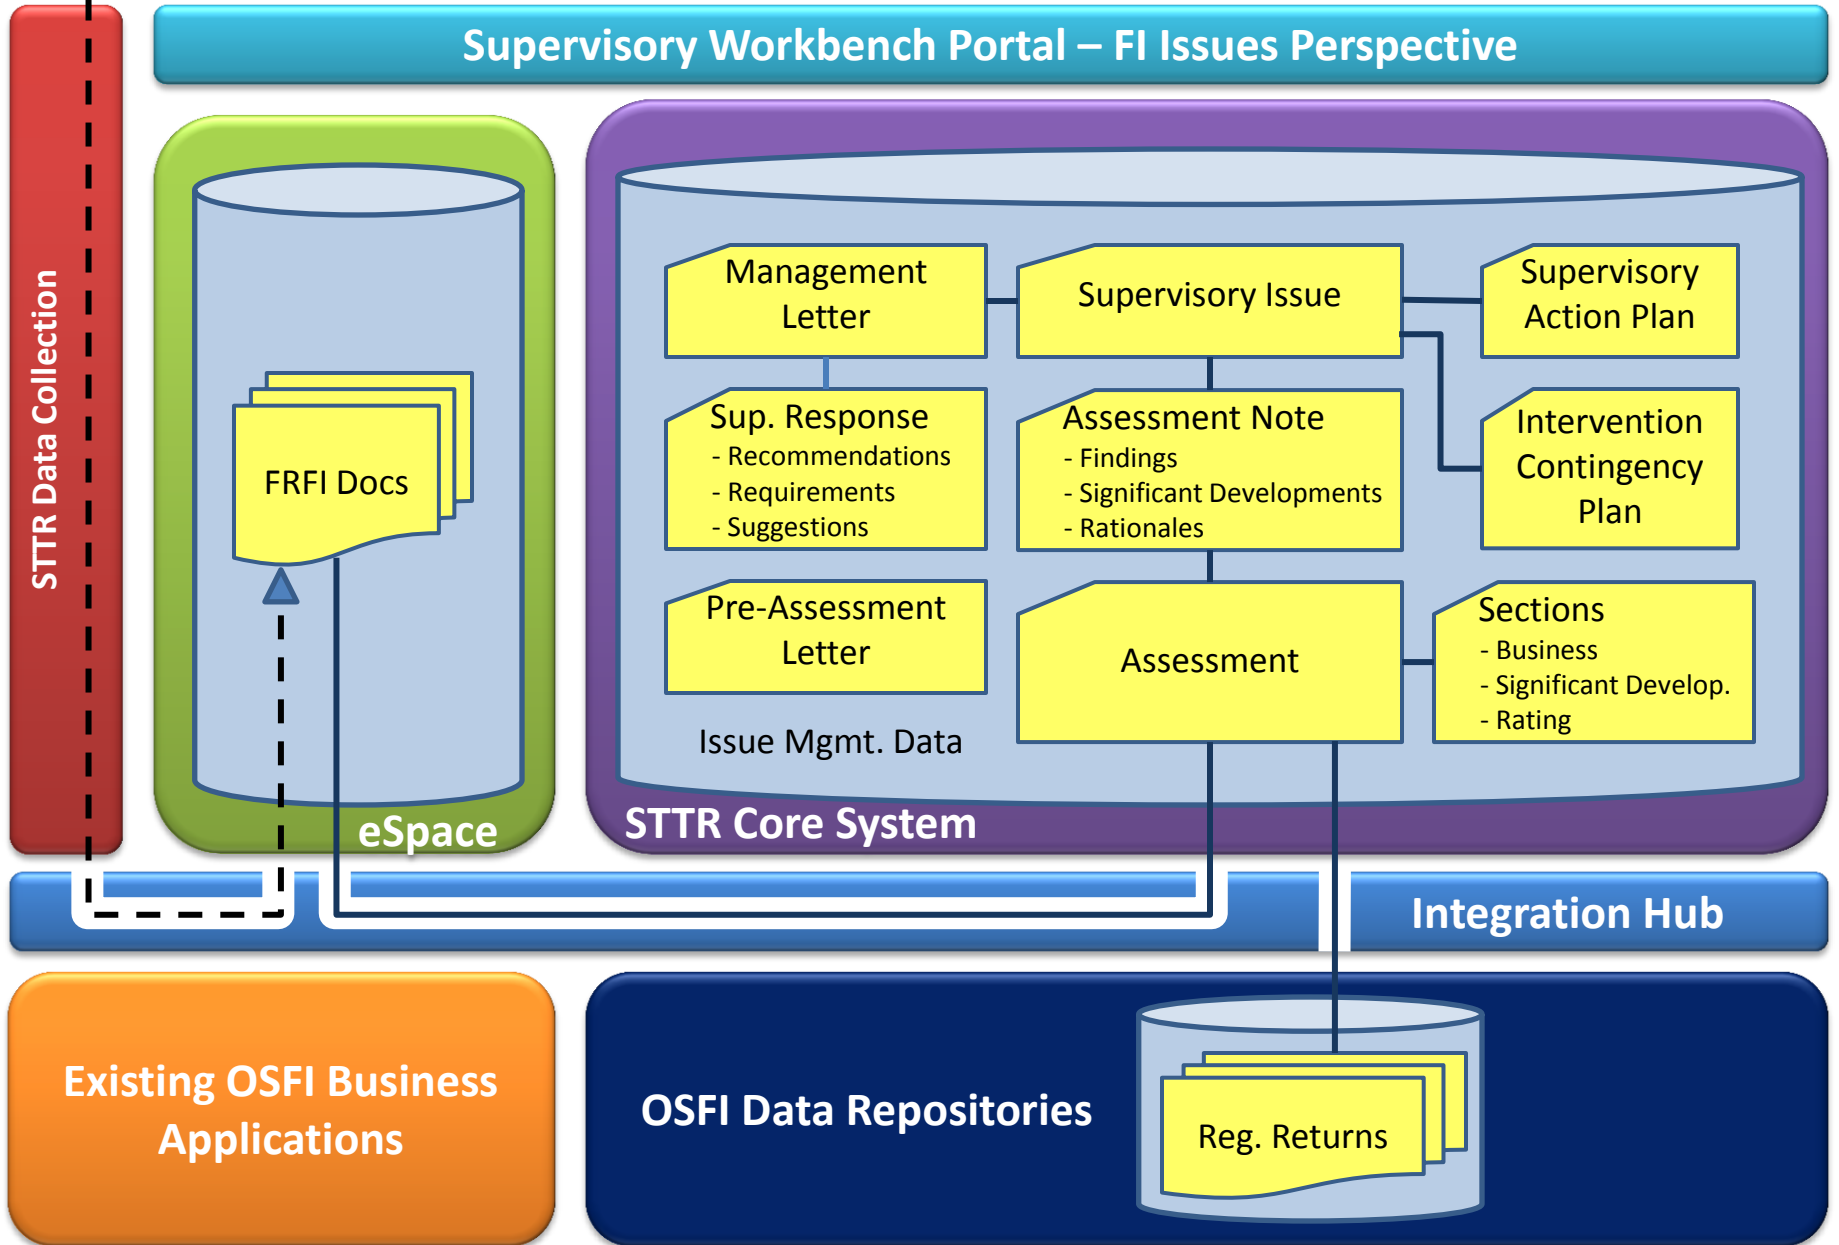 Supervisory Workbench Portal – FI Issues Perspective
STTR Data Collection
FRFI Docs
eSpace
Management
Letter
Supervisory Issue
Supervisory
Action Plan
Sup. Response
- Recommendations
- Requirements
- Suggestions
Assessment Note
- Findings
- Significant Developments
- Rationales
Intervention
Contingency
Plan
Pre-Assessment
Letter
Assessment
Sections
- Business
- Significant Develop.
- Rating
Issue Mgmt. Data
STTR Core System
Integration Hub
Existing OSFI Business
Applications
OSFI Data Repositories
Reg. Returns